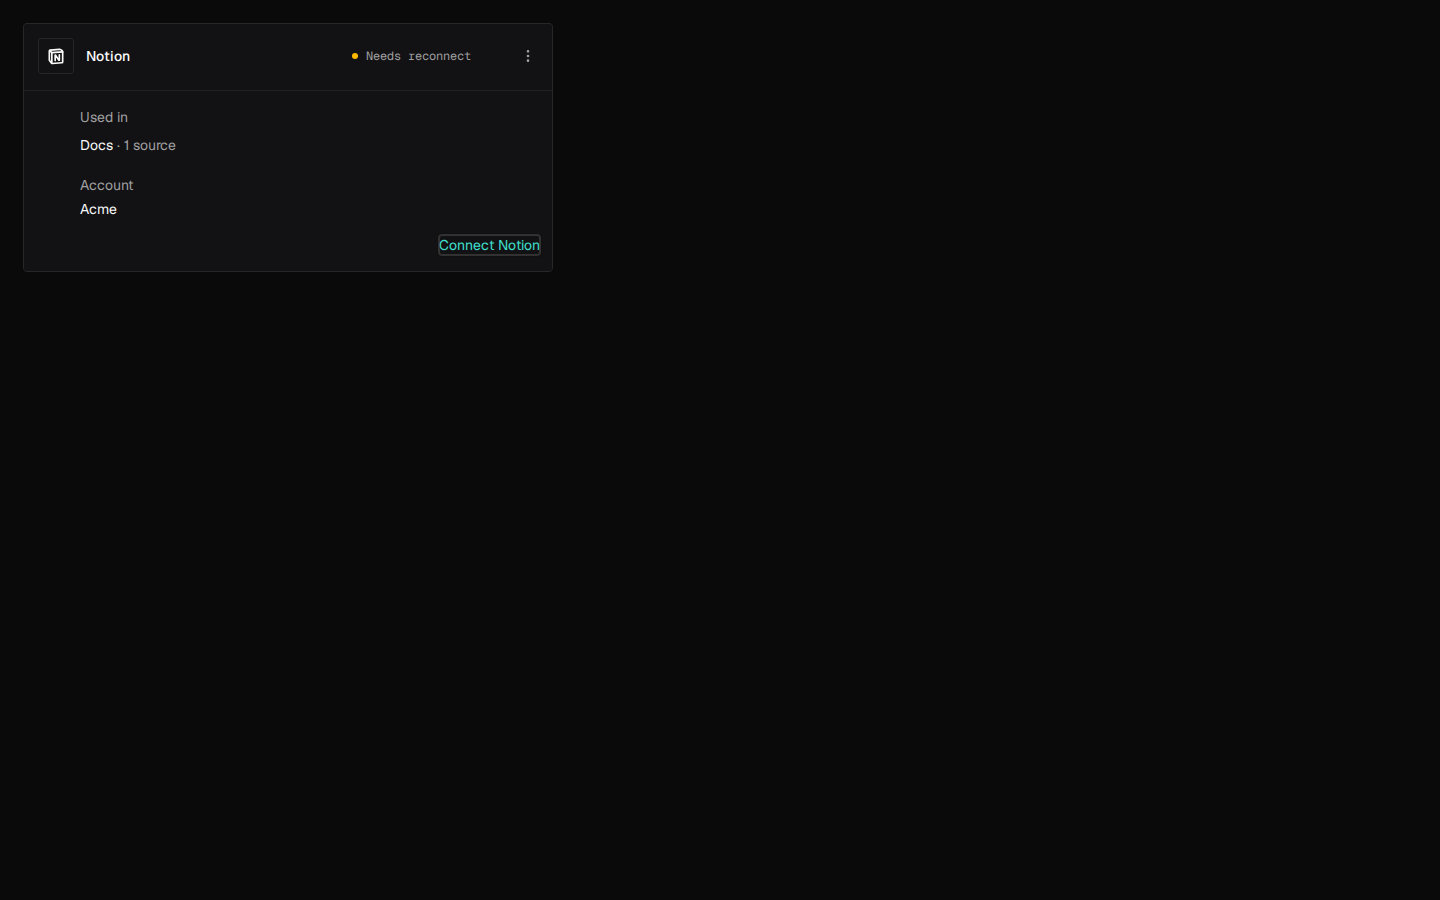 Notion
Needs reconnect
Used in
Docs · 1 source
Account
Acme
Connect Notion